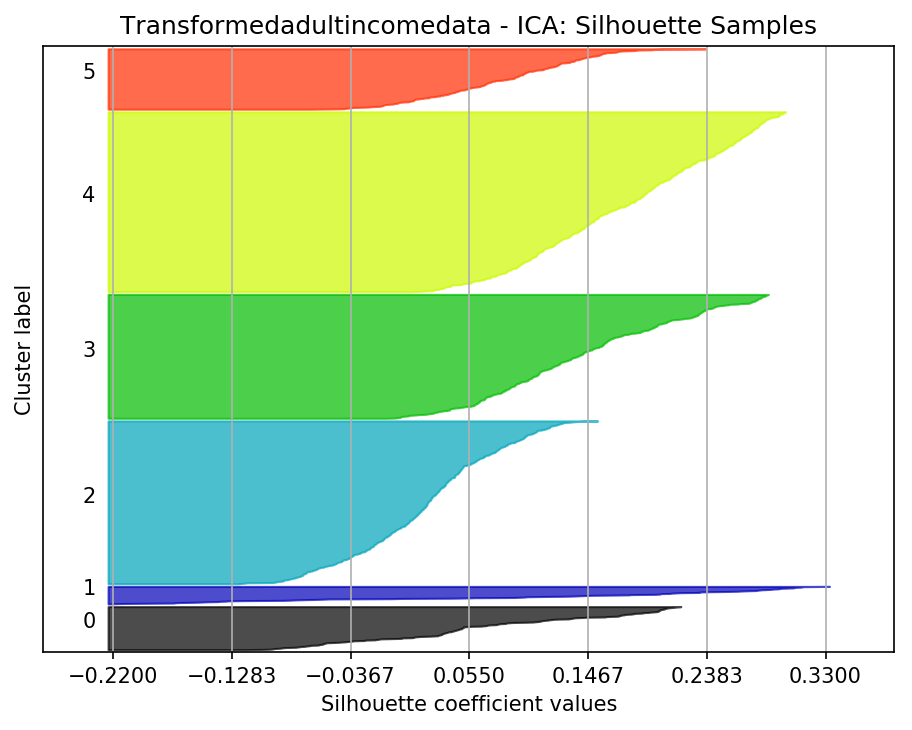 Transformedadultincomedata - ICA: Silhouette Samples
5
4
3
2
1
0
Cluster label
−0.2200 −0.1283 −0.0367 0.0550 0.1467 0.2383 0.3300
Silhouette coefficient values